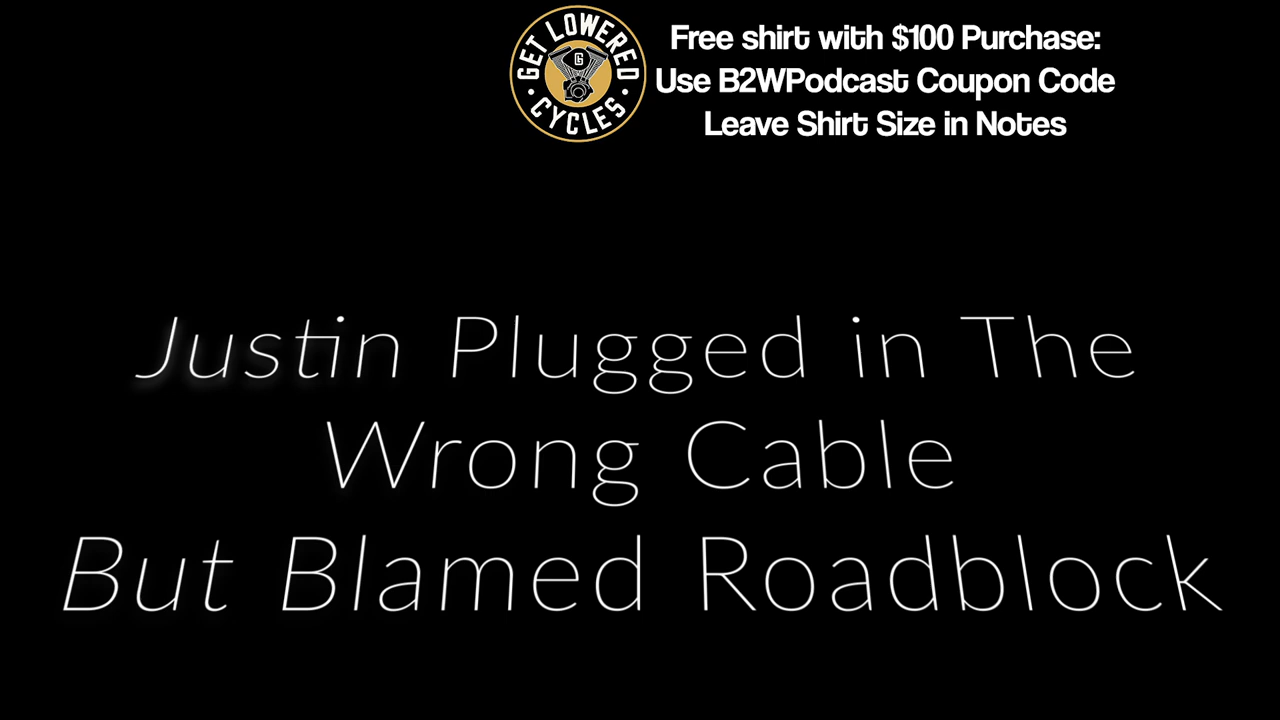 GET LOWERED
CYCLES
G
Free shirt with $100 Purchase:
Use B2WPodcast Coupon Code
Leave Shirt Size in Notes
Justin Plugged in The
Wrong Cable
But Blamed Roadblock